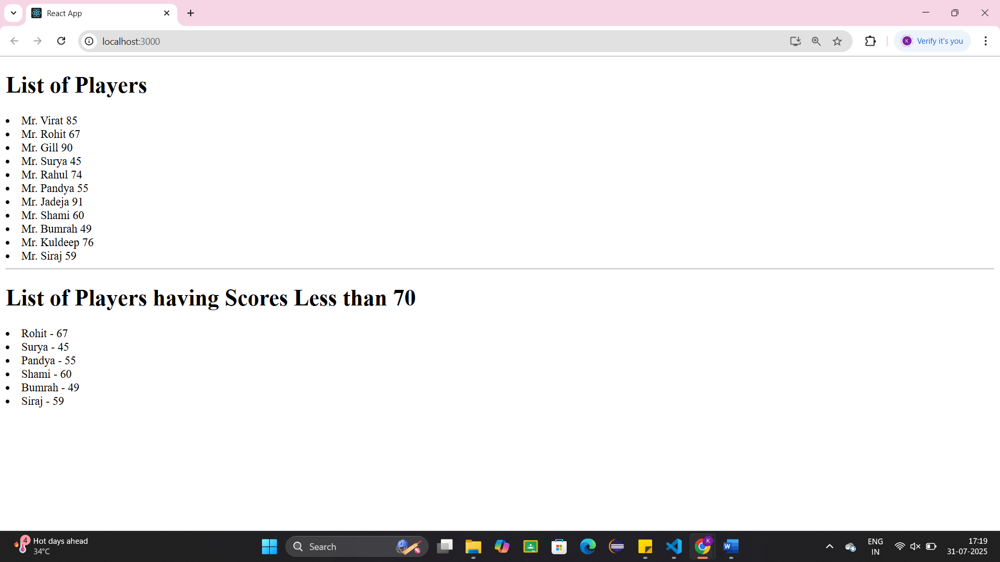 React App
localhost:3000
K
Verify it's you
List of Players
Mr. Virat 85
Mr. Rohit 67
Mr. Gill 90
Mr. Surya 45
Mr. Rahul 74
Mr. Pandya 55
Mr. Jadeja 91
Mr. Shami 60
Mr. Bumrah 49
Mr. Kuldeep 76
Mr. Siraj 59
List of Players having Scores Less than 70
Rohit - 67
Surya - 45
Pandya - 55
Shami - 60
Bumrah - 49
Siraj - 59
4
Hot days ahead
34°C
Search
K
W
ENG
IN
17:19
31-07-2025